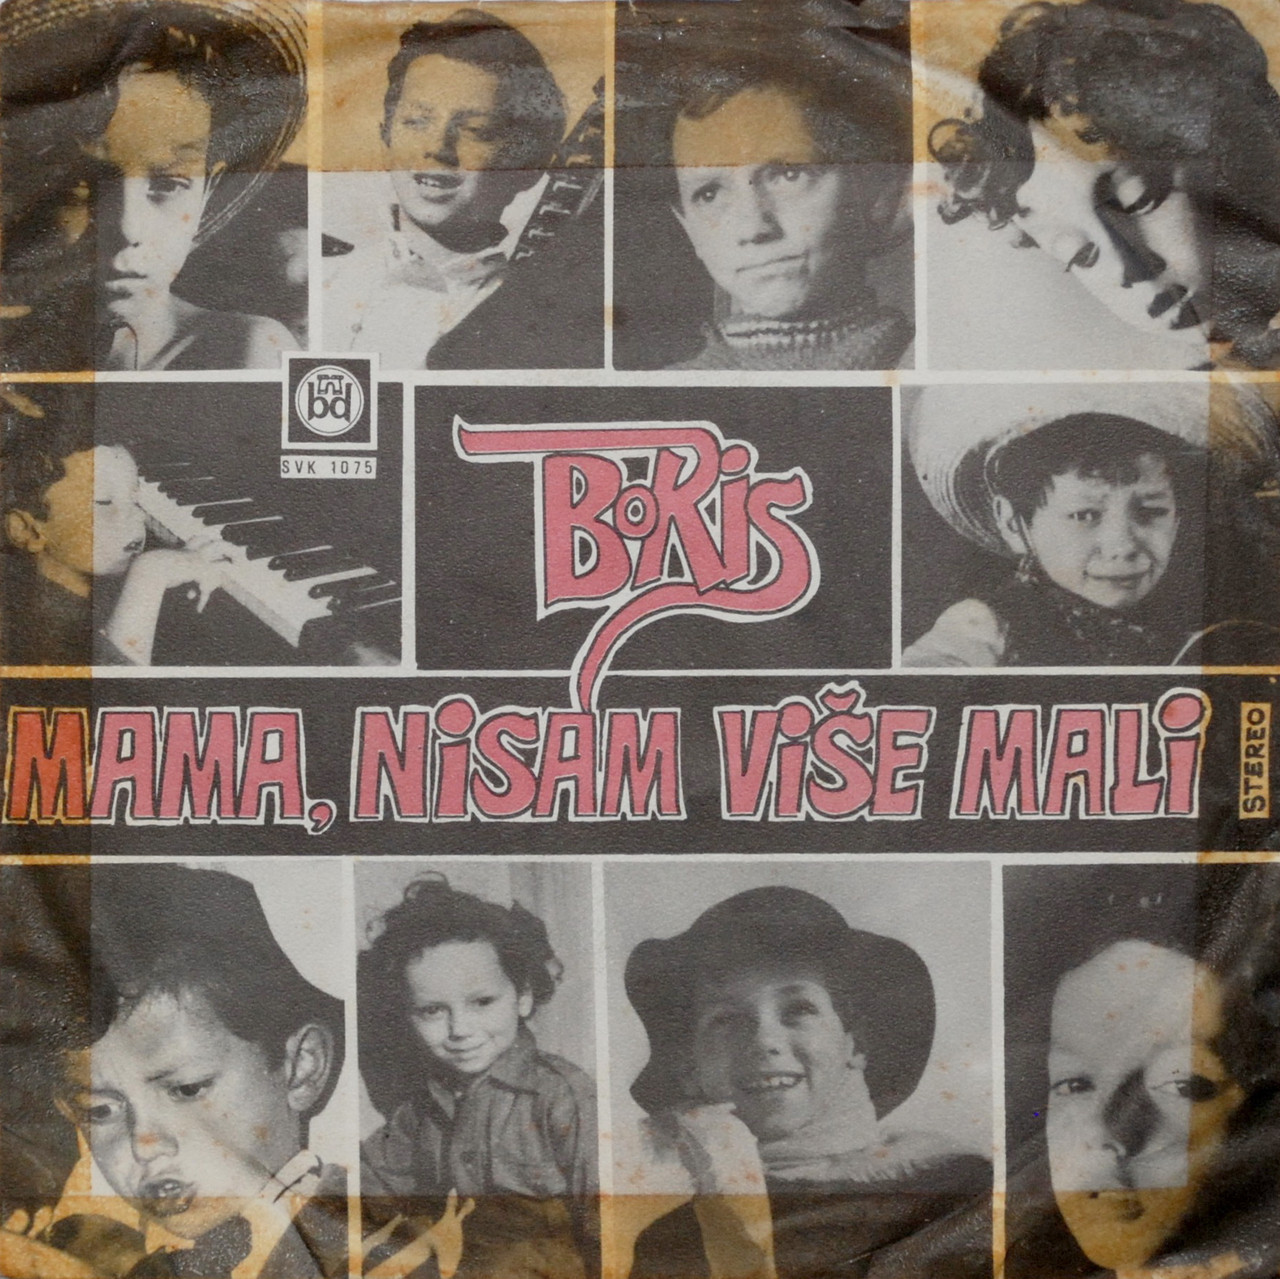 bd
SVK 1075
BoRiS
MAMA, NiSAM ViŠE MALi
STEREO